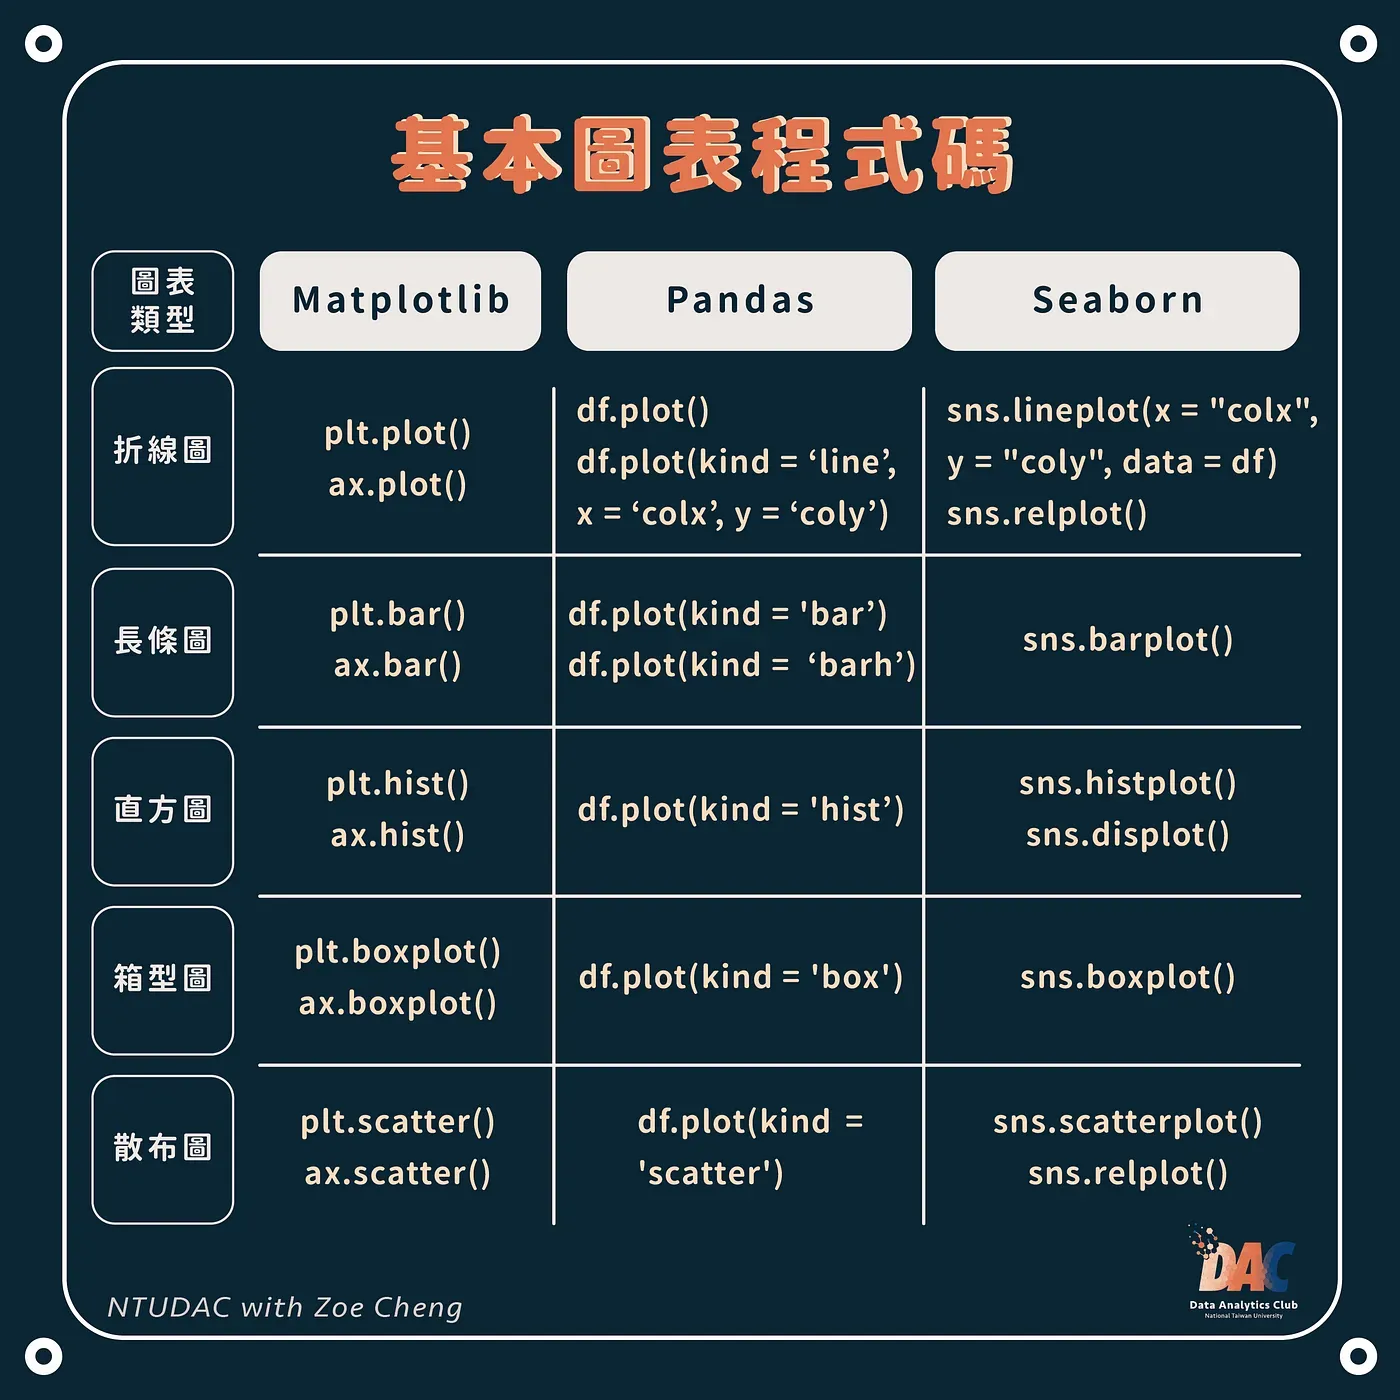 基本圖表程式碼
圖表
類型
Matplotlib
Pandas
Seaborn
折線圖
plt.plot()
ax.plot()
df.plot()
df.plot(kind = ‘line’,
x = ‘colx’, y = ‘coly’)
sns.lineplot(x = "colx",
y = "coly", data = df)
sns.relplot()
長條圖
plt.bar()
ax.bar()
df.plot(kind = 'bar’)
df.plot(kind = ‘barh’)
sns.barplot()
直方圖
plt.hist()
ax.hist()
df.plot(kind = 'hist’)
sns.histplot()
sns.displot()
箱型圖
plt.boxplot()
ax.boxplot()
df.plot(kind = 'box')
sns.boxplot()
散布圖
plt.scatter()
ax.scatter()
df.plot(kind =
'scatter')
sns.scatterplot()
sns.relplot()
NTUDAC with Zoe Cheng
DAC
Data Analytics Club
National Taiwan University